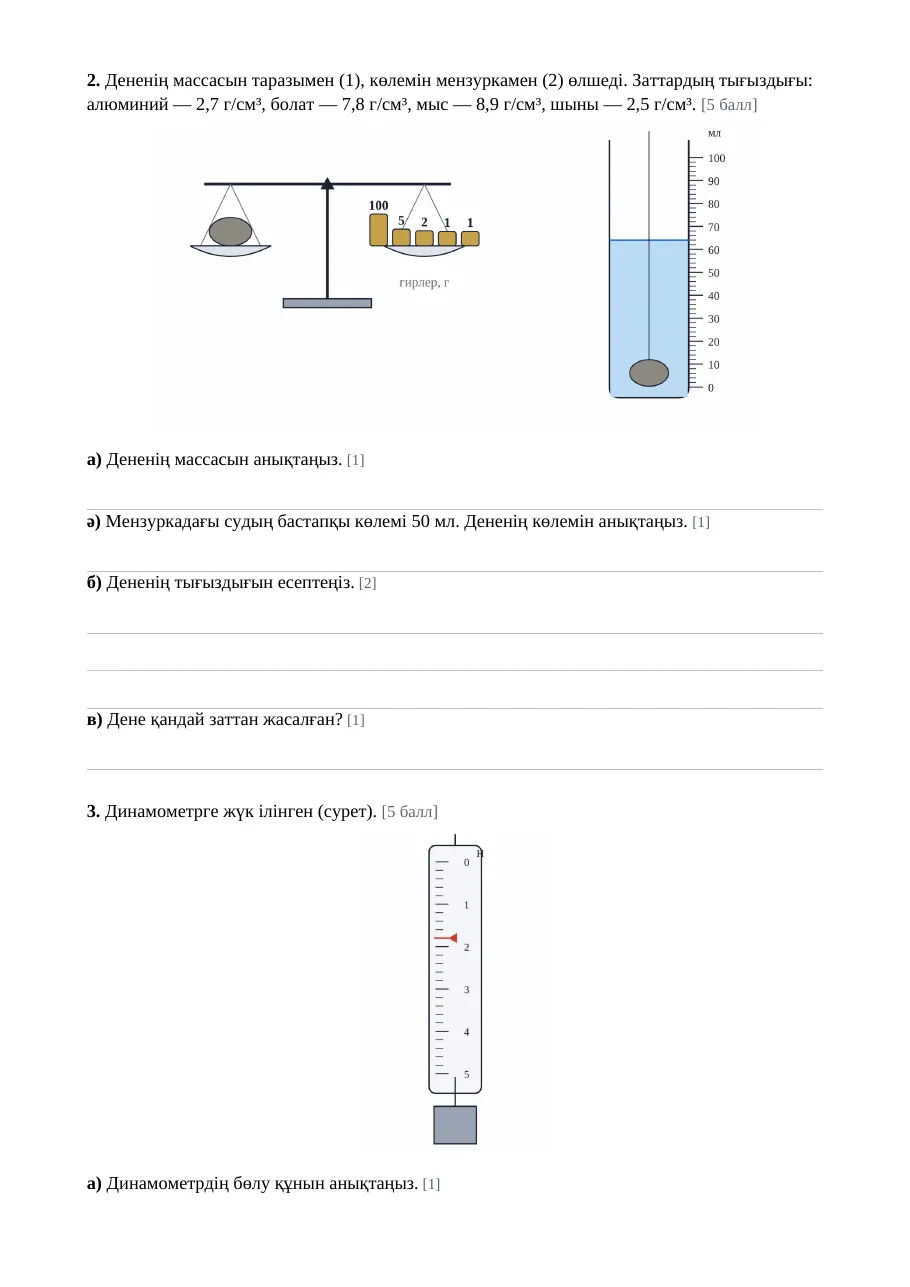 2. Дененің массасын таразымен (1), көлемін мензуркамен (2) өлшеді. Заттардың тығыздығы:
алюминий — 2,7 г/см³, болат — 7,8 г/см³, мыс — 8,9 г/см³, шыны — 2,5 г/см³. [5 балл]
100
5 2 1 1
гирлер, г
мл
100
90
80
70
60
50
40
30
20
10
0
а) Дененің массасын анықтаңыз. [1]
ә) Мензуркадағы судың бастапқы көлемі 50 мл. Дененің көлемін анықтаңыз. [1]
б) Дененің тығыздығын есептеңіз. [2]
в) Дене қандай заттан жасалған? [1]
3. Динамометрге жүк ілінген (сурет). [5 балл]
Н
0
1
2
3
4
5
а) Динамометрдің бөлу құнын анықтаңыз. [1]